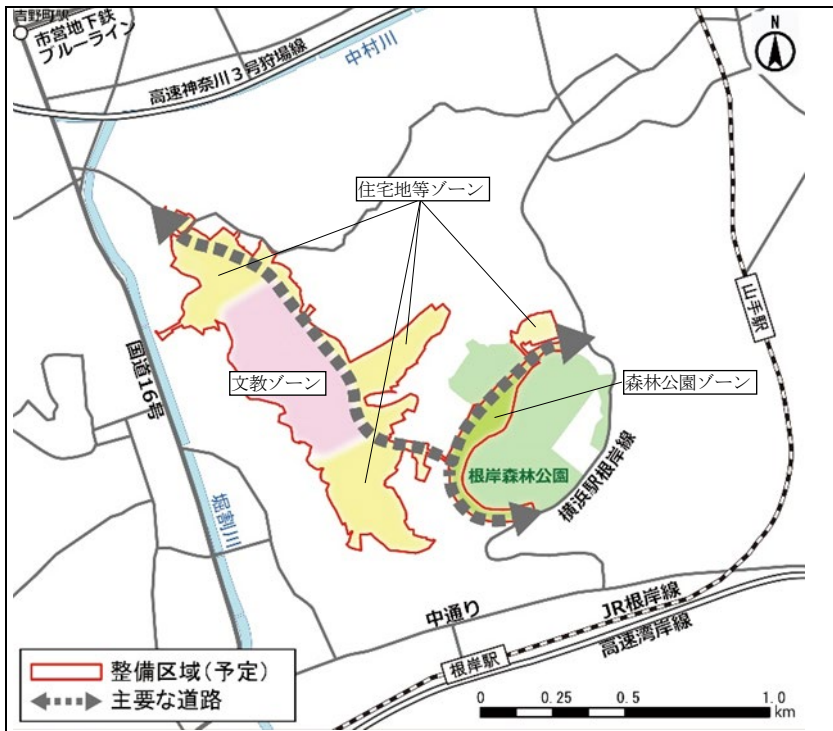 吉野町駅
市営地下鉄
ブルーライン
高速神奈川3号狩場線
中村川
N
住宅地等ゾーン
山手駅
国道16号
文教ゾーン
森林公園ゾーン
根岸森林公園
横浜駅根岸線
堀割川
中通り
JR根岸線
高速湾岸線
根岸駅
整備区域(予定)
主要な道路
0 0.25 0.5 1.0
km